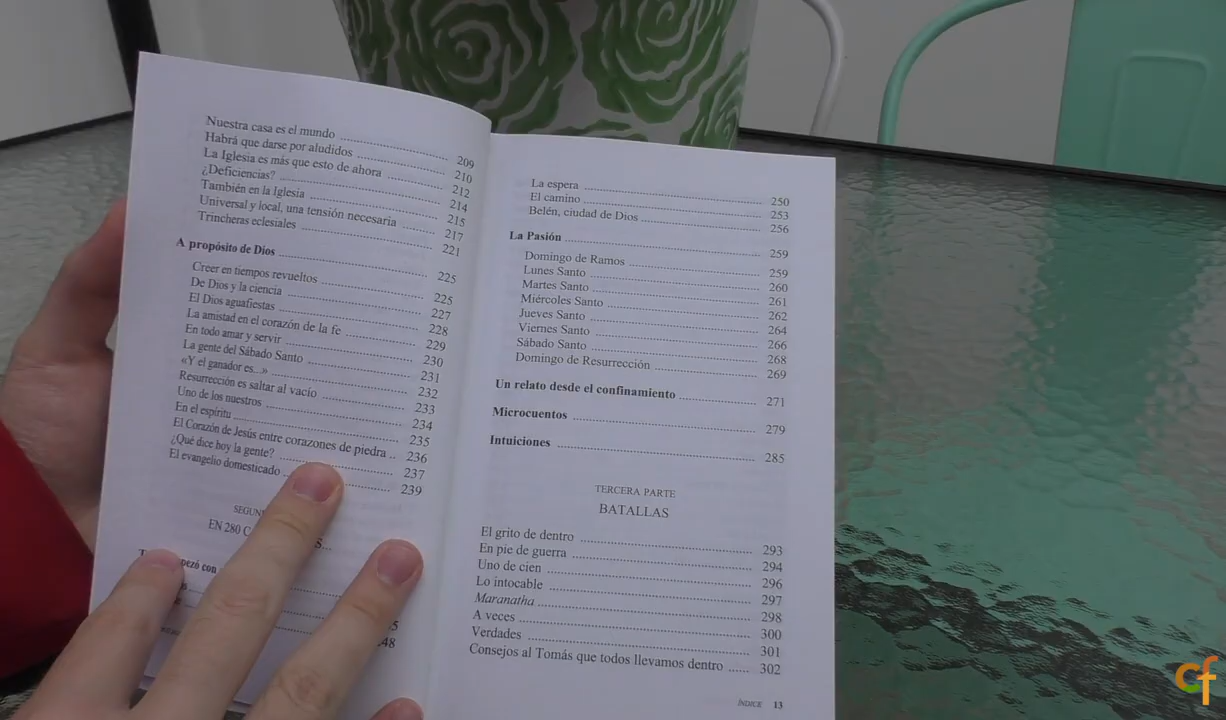 Nuestra casa es el mundo ........ 209
Habrá que darse por aludidos ........ 210
La Iglesia es más que esto de ahora ........ 212
¿Deficiencias? ........ 214
También en la Iglesia ........ 215
Universal y local, una tensión necesaria ........ 217
Trincheras eclesiales ........ 221
A propósito de Dios ........ 225
Creer en tiempos revueltos ........ 225
De Dios y la ciencia ........ 227
El Dios aguafiestas ........ 228
La amistad en el corazón de la fe ........ 229
En todo amar y servir ........ 230
La gente del Sábado Santo ........ 231
«Y el ganador es...» ........ 232
Resurrección es saltar al vacío ........ 233
Uno de los nuestros ........ 234
En el espíritu ........ 235
El Corazón de Jesús entre corazones de piedra .. 236
¿Qué dice hoy la gente? ........ 237
El evangelio domesticado ........ 239
EN 280
La espera ........ 250
El camino ........ 253
Belén, ciudad de Dios ........ 256
La Pasión ........ 259
Domingo de Ramos ........ 259
Lunes Santo ........ 260
Martes Santo ........ 261
Miércoles Santo ........ 262
Jueves Santo ........ 264
Viernes Santo ........ 266
Sábado Santo ........ 268
Domingo de Resurrección ........ 269
Un relato desde el confinamiento ........ 271
Microcuentos ........ 279
Intuiciones ........ 285
TERCERA PARTE
BATALLAS
El grito de dentro ........ 293
En pie de guerra ........ 294
Uno de cien ........ 296
Lo intocable ........ 297
Maranatha ........ 298
A veces ........ 300
Verdades ........ 301
Consejos al Tomás que todos llevamos dentro ..... 302
ÍNDICE 13
cf